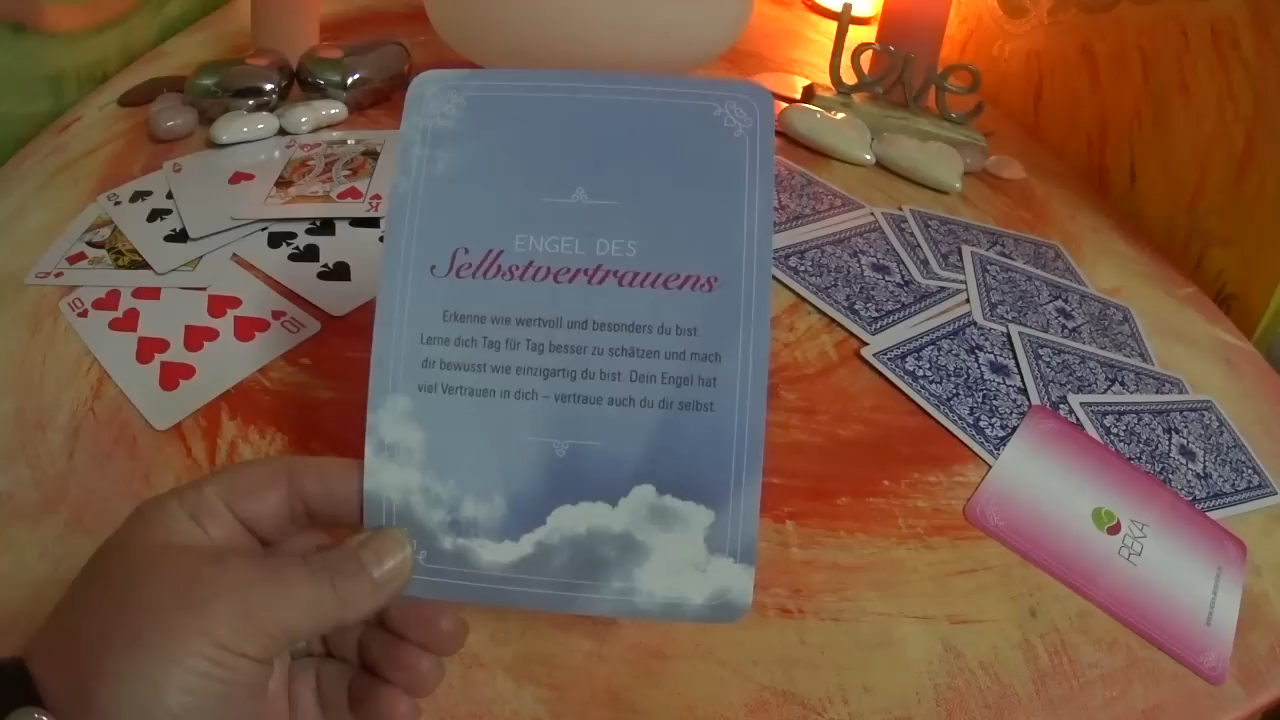 love
ENGEL DES
Selbstvertrauens
Erkenne wie wertvoll und besonders du bist.
Lerne dich Tag für Tag besser zu schätzen und mach
dir bewusst wie einzigartig du bist. Dein Engel hat
viel Vertrauen in dich – vertraue auch du dir selbst
K
Q
10
10
REKA